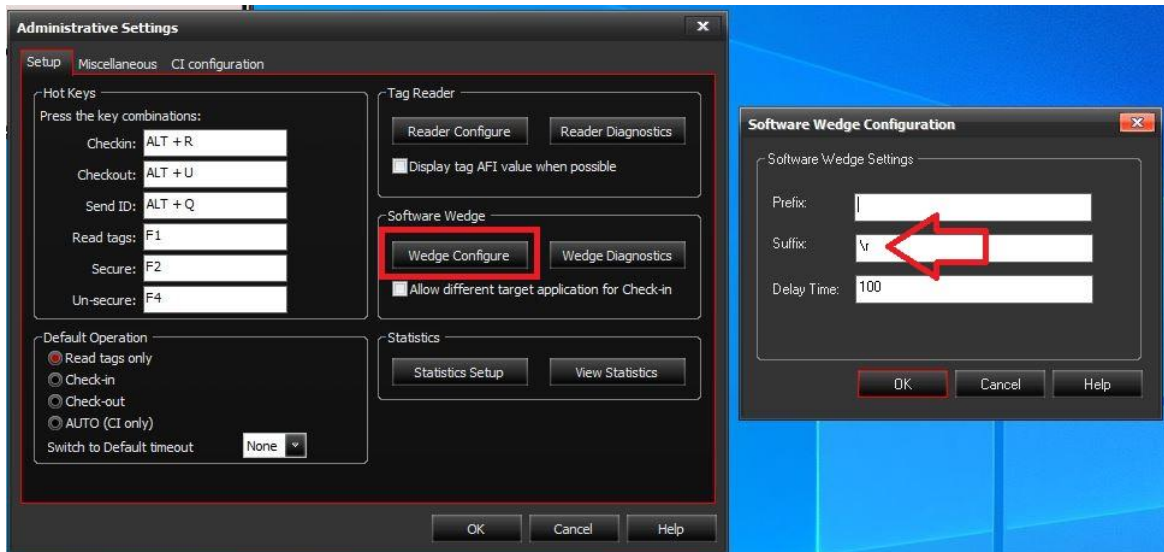 Administrative Settings
Setup Miscellaneous CI configuration
Hot Keys
Press the key combinations:
Checkin: ALT + R
Checkout: ALT + U
Send ID: ALT + Q
Read tags: F1
Secure: F2
Un-secure: F4
Default Operation
Read tags only
Check-in
Check-out
AUTO (CI only)
Switch to Default timeout None
Tag Reader
Reader Configure Reader Diagnostics
Display tag AFI value when possible
Software Wedge
Wedge Configure Wedge Diagnostics
Allow different target application for Check-in
Statistics
Statistics Setup View Statistics
OK Cancel Help
Software Wedge Configuration
Software Wedge Settings
Prefix:
Suffix: \r
Delay Time: 100
OK Cancel Help